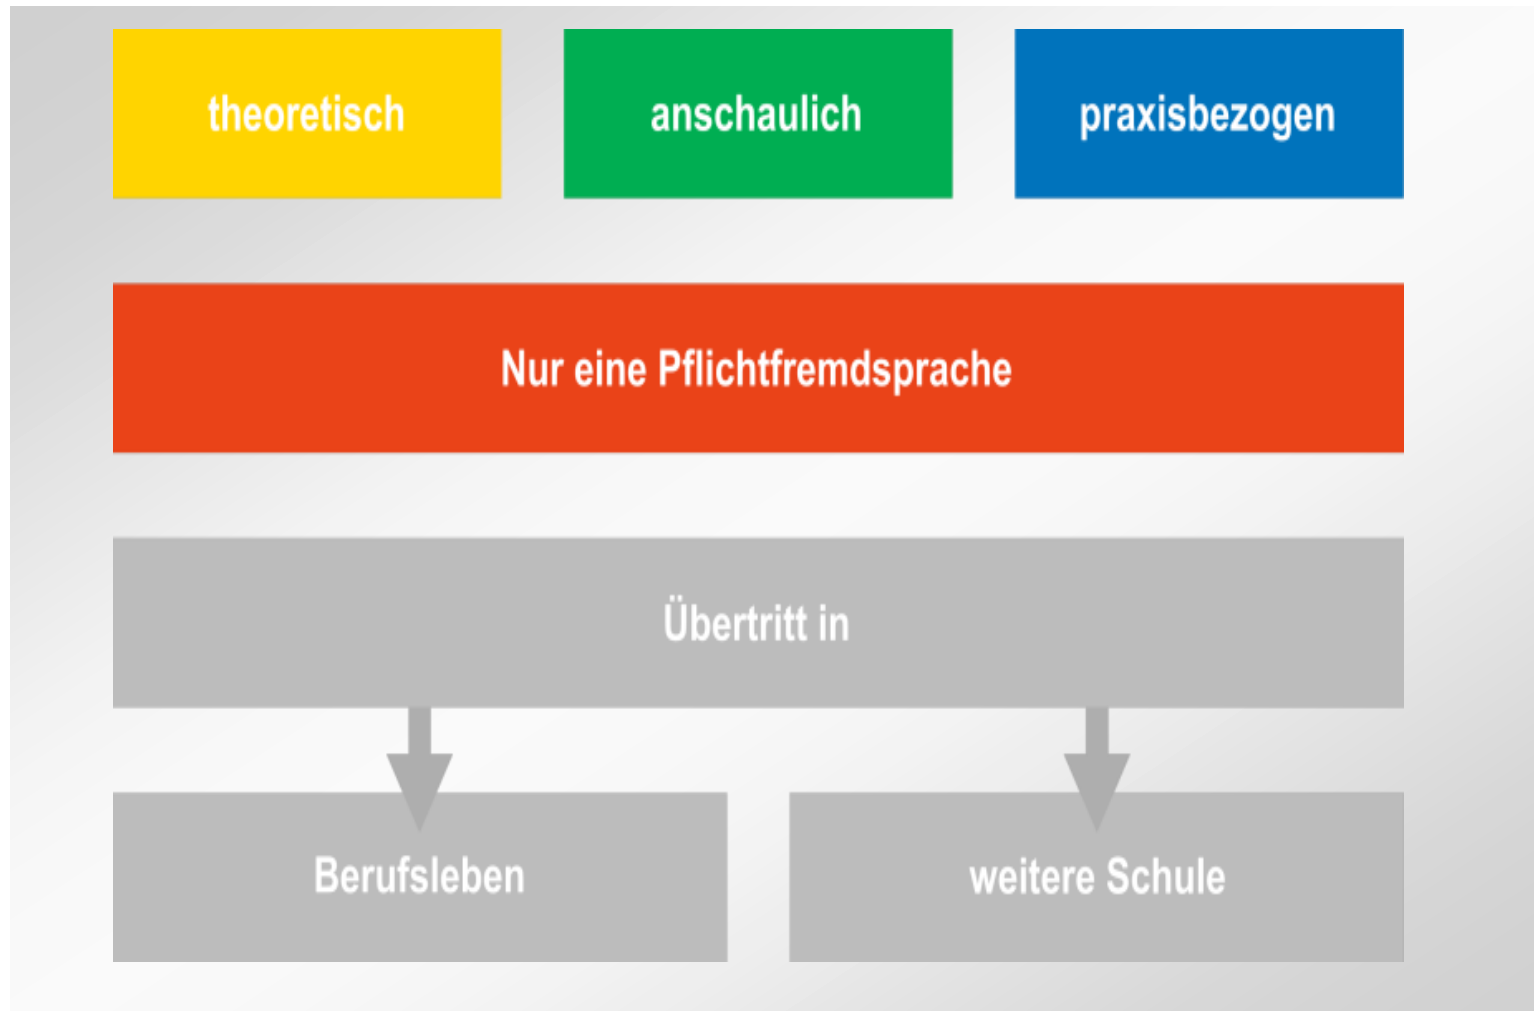 theoretisch
anschaulich
praxisbezogen
Nur eine Pflichtfremdsprache
Übertritt in
Berufsleben
weitere Schule